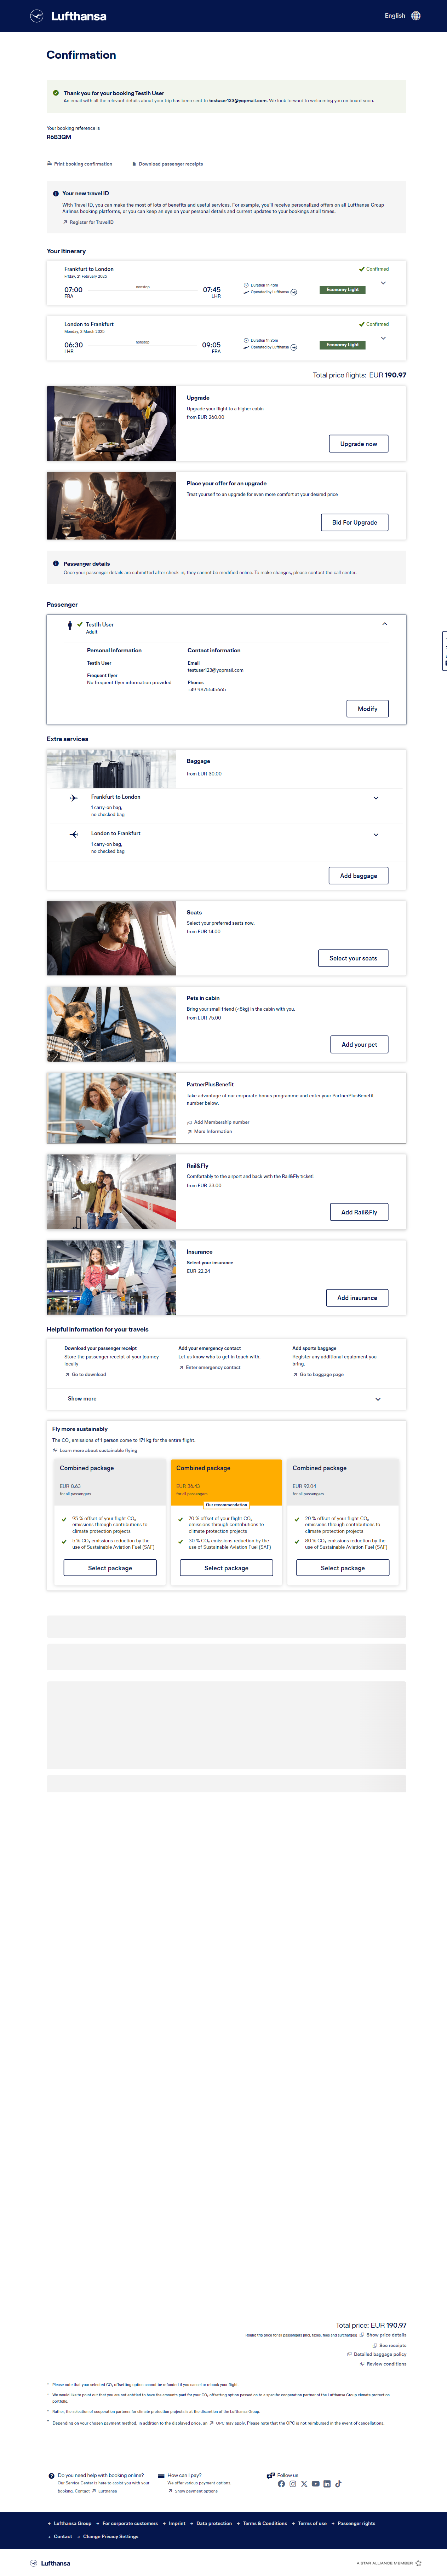 Lufthansa
English
Confirmation
Thank you for your booking Testlh User
An email with all the relevant details about your trip has been sent to testuser123@yopmail.com. We look forward to welcoming you on board soon.
Your booking reference is
R6B3QM
Print booking confirmation
Download passenger receipts
Your new travel ID
With Travel ID, you can make the most of lots of benefits and useful services. For example, you'll receive personalized offers on all Lufthansa Group
Airlines booking platforms, or you can keep an eye on your personal details and current updates to your bookings at all times.
Register for TravelID
Your Itinerary
Frankfurt to London
Confirmed
Friday, 21 February 2025
07:00
nonstop
07:45
FRA
LHR
Duration 1h 45m
Operated by Lufthansa
Economy Light
London to Frankfurt
Confirmed
Monday, 3 March 2025
06:30
nonstop
09:05
LHR
FRA
Duration 1h 35m
Operated by Lufthansa
Economy Light
Total price flights: EUR 190.97
Upgrade
Upgrade your flight to a higher cabin
from EUR 260.00
Upgrade now
Place your offer for an upgrade
Treat yourself to an upgrade for even more comfort at your desired price
Bid For Upgrade
Passenger details
Once your passenger details are submitted after check-in, they cannot be modified online. To make changes, please contact the call center.
Passenger
Testlh User
Adult
Personal Information
Testlh User
Frequent flyer
No frequent flyer information provided
Contact information
Email
testuser123@yopmail.com
Phones
+49 9876545665
Modify
Extra services
Baggage
from EUR 30.00
Frankfurt to London
1 carry-on bag,
no checked bag
London to Frankfurt
1 carry-on bag,
no checked bag
Add baggage
Seats
Select your preferred seats now.
from EUR 14.00
Select your seats
Pets in cabin
Bring your small friend (<8kg) in the cabin with you.
from EUR 75.00
Add your pet
PartnerPlusBenefit
Take advantage of our corporate bonus programme and enter your PartnerPlusBenefit
number below.
Add Membership number
More information
Rail&Fly
Comfortably to the airport and back with the Rail&Fly ticket!
from EUR 33.00
Add Rail&Fly
Insurance
Select your insurance
EUR 22.24
Add insurance
Helpful information for your travels
Download your passenger receipt
Store the passenger receipt of your journey
locally
Go to download
Add your emergency contact
Let us know who to get in touch with.
Enter emergency contact
Add sports baggage
Register any additional equipment you
bring.
Go to baggage page
Show more
Fly more sustainably
The CO₂ emissions of 1 person come to 171 kg for the entire flight.
Learn more about sustainable flying
Combined package
EUR 8.63
for all passengers
95 % offset of your flight CO₂
emissions through contributions to
climate protection projects
5 % CO₂ emissions reduction by the
use of Sustainable Aviation Fuel (SAF)
Select package
Combined package
EUR 36.43
for all passengers
Our recommendation
70 % offset of your flight CO₂
emissions through contributions to
climate protection projects
30 % CO₂ emissions reduction by the
use of Sustainable Aviation Fuel (SAF)
Select package
Combined package
EUR 92.04
for all passengers
20 % offset of your flight CO₂
emissions through contributions to
climate protection projects
80 % CO₂ emissions reduction by the
use of Sustainable Aviation Fuel (SAF)
Select package
Total price: EUR 190.97
Round trip price for all passengers (incl. taxes, fees and surcharges)
Show price details
See receipts
Detailed baggage policy
Review conditions
* Please note that your selected CO₂ offsetting option cannot be refunded if you cancel or rebook your flight.
* We would like to point out that you are not entitled to have the amounts paid for your CO₂ offsetting option passed on to a specific cooperation partner of the Lufthansa Group climate protection
portfolio.
* Rather, the selection of cooperation partners for climate protection projects is at the discretion of the Lufthansa Group.
* Depending on your chosen payment method, in addition to the displayed price, an OPC may apply. Please note that the OPC is not reimbursed in the event of cancellations.
Do you need help with booking online?
Our Service Center is here to assist you with your
booking. Contact Lufthansa
How can I pay?
We offer various payment options.
Show payment options
Follow us
Lufthansa Group
For corporate customers
Imprint
Data protection
Terms & Conditions
Terms of use
Passenger rights
Contact
Change Privacy Settings
Lufthansa
A STAR ALLIANCE MEMBER